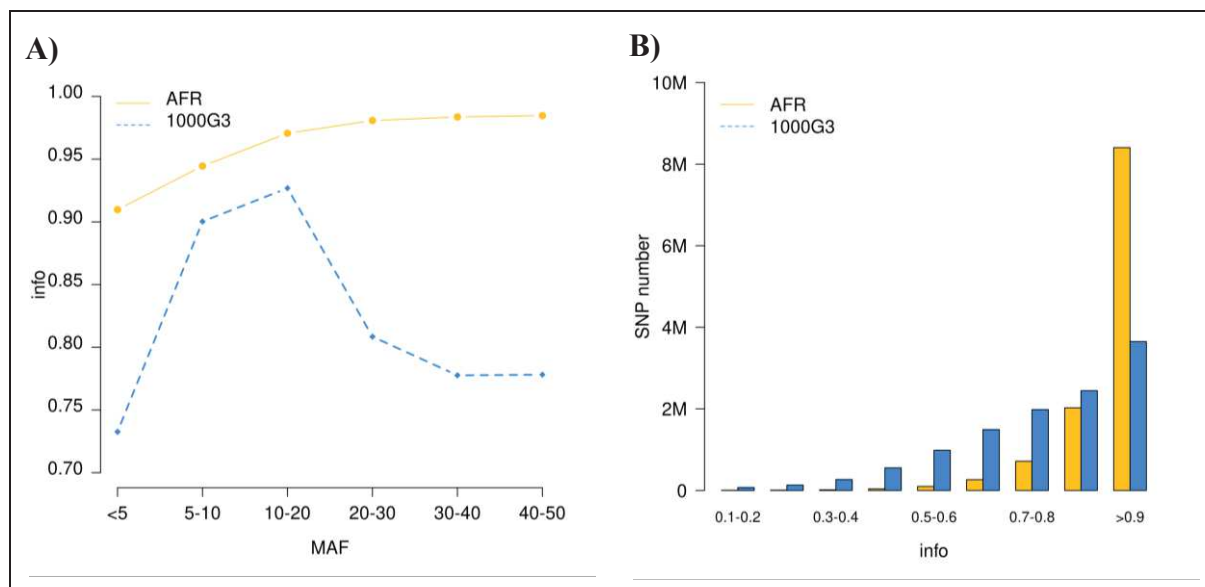 A)
AFR
1000G3
1.00
0.95
0.90
0.85
0.80
0.75
0.70
info
<5
5-10
10-20
20-30
30-40
40-50
MAF
B)
AFR
1000G3
10M
8M
6M
4M
2M
0
SNP number
0.1-0.2
0.3-0.4
0.5-0.6
0.7-0.8
>0.9
info